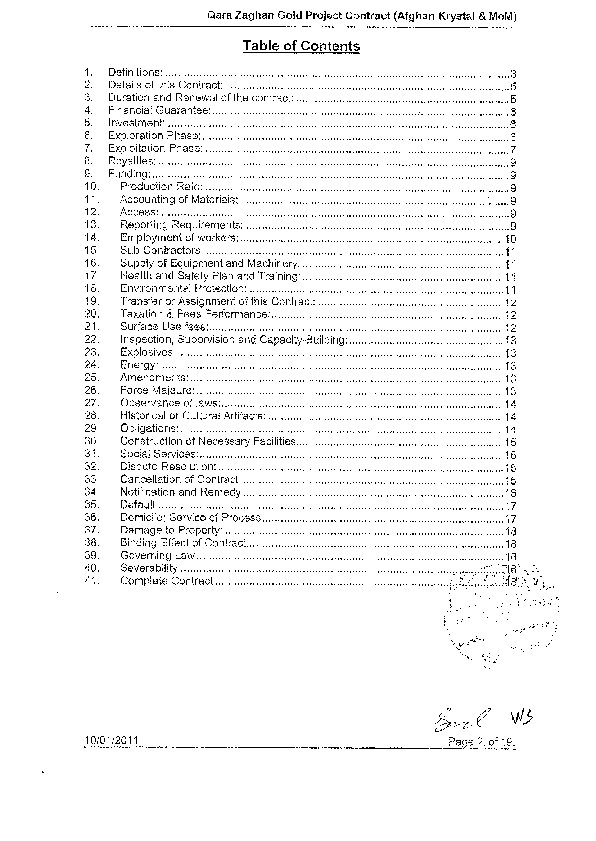 Qara Zaghan Gold Project Contract (Afghan Krystal & MoM)
Table of Contents
1. Definitions: 3
2. Details of this Contract: 5
3. Duration and Renewal of the contract: 5
4. Financial Guarantee: 6
5. Investment: 6
6. Exploration Phase: 6
7. Exploitation Phase: 7
8. Royalties: 9
9. Funding: 9
10. Production Rate: 9
11. Accounting of Materials: 9
12. Access: 9
13. Reporting Requirements: 9
14. Employment of workers: 10
15. Sub Contractors 11
16. Supply of Equipment and Machinery 11
17. Health and Safety Plan and Training: 11
18. Environmental Protection: 11
19. Transfer or Assignment of this Contract: 12
20. Taxation & Fees Performance: 12
21. Surface Use fees: 12
22. Inspection, Supervision and Capacity-Building: 13
23. Explosives 13
24. Energy: 13
25. Amendments: 13
26. Force Majeure: 13
27. Observance of laws: 14
28. Historical or Cultural Artifacts: 14
29. Obligations: 14
30. Construction of Necessary Facilities 15
31. Social Services: 15
32. Dispute Resolution: 15
33. Cancellation of Contract 15
34. Notification and Remedy 16
35. Default 17
36. Domicile; Service of Process 17
37. Damage to Property: 18
38. Binding Effect of Contract 18
39. Governing Law 18
40. Severability 18
41. Complete Contract 18
WS
10/01/2011 Page 2 of 19